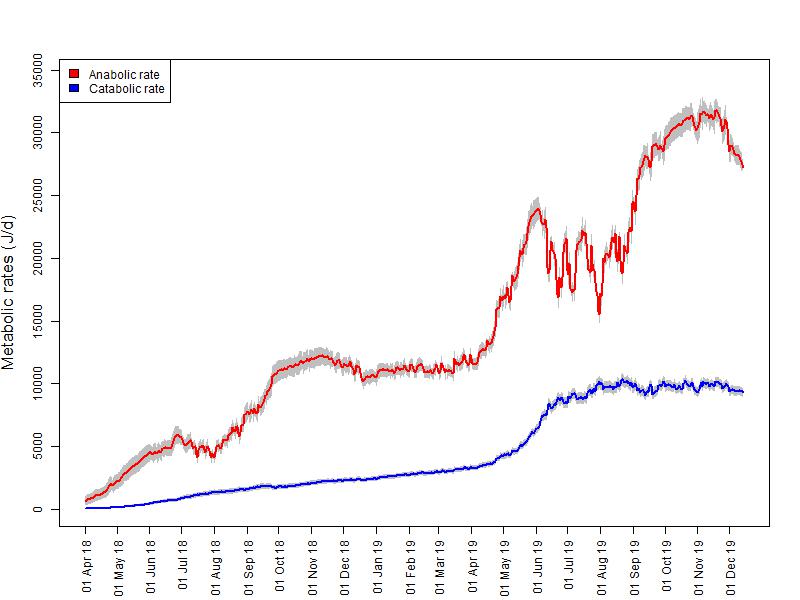 Anabolic rate
Catabolic rate
Metabolic rates (J/d)
35000
30000
25000
20000
15000
10000
5000
0
01 Apr 18
01 May 18
01 Jun 18
01 Jul 18
01 Aug 18
01 Sep 18
01 Oct 18
01 Nov 18
01 Dec 18
01 Jan 19
01 Feb 19
01 Mar 19
01 Apr 19
01 May 19
01 Jun 19
01 Jul 19
01 Aug 19
01 Sep 19
01 Oct 19
01 Nov 19
01 Dec 19